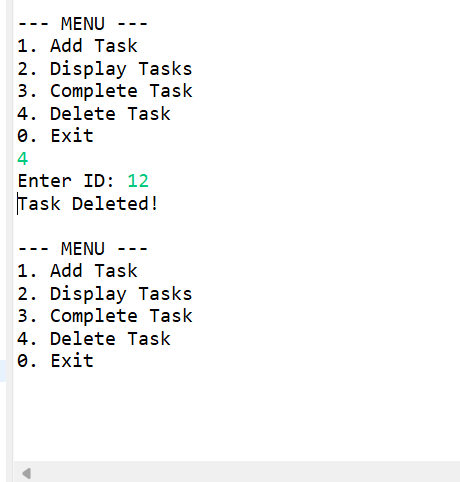 --- MENU ---
1. Add Task
2. Display Tasks
3. Complete Task
4. Delete Task
0. Exit
4
Enter ID: 12
Task Deleted!
--- MENU ---
1. Add Task
2. Display Tasks
3. Complete Task
4. Delete Task
0. Exit